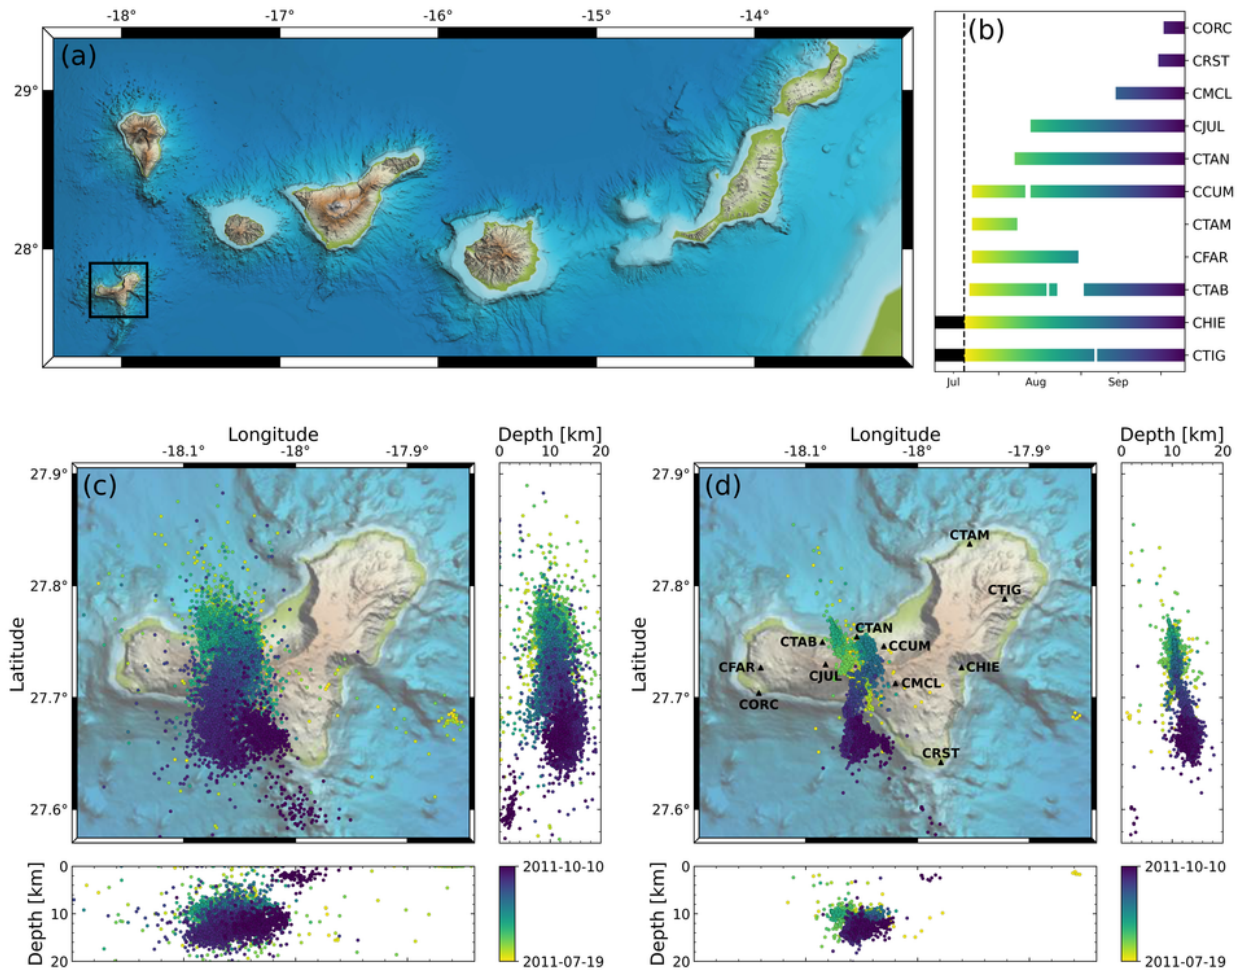 -18° -17° -16° -15° -14°
(a)
29°
28°
(b)
CORC
CRST
CMCL
CJUL
CTAN
CCUM
CTAM
CFAR
CTAB
CHIE
CTIG
Jul Aug Sep
Longitude
-18.1° -18° -17.9°
Depth [km]
0 10 20
(c)
Latitude
27.9°
27.8°
27.7°
27.6°
Depth [km]
0
10
20
2011-10-10
2011-07-19
Longitude
-18.1° -18° -17.9°
Depth [km]
0 10 20
(d)
Latitude
27.9°
27.8°
27.7°
27.6°
CTAM
CTIG
CTAN
CTAB
CCUM
CFAR
CJUL
CHIE
CMCL
CORC
CRST
Depth [km]
0
10
20
2011-10-10
2011-07-19